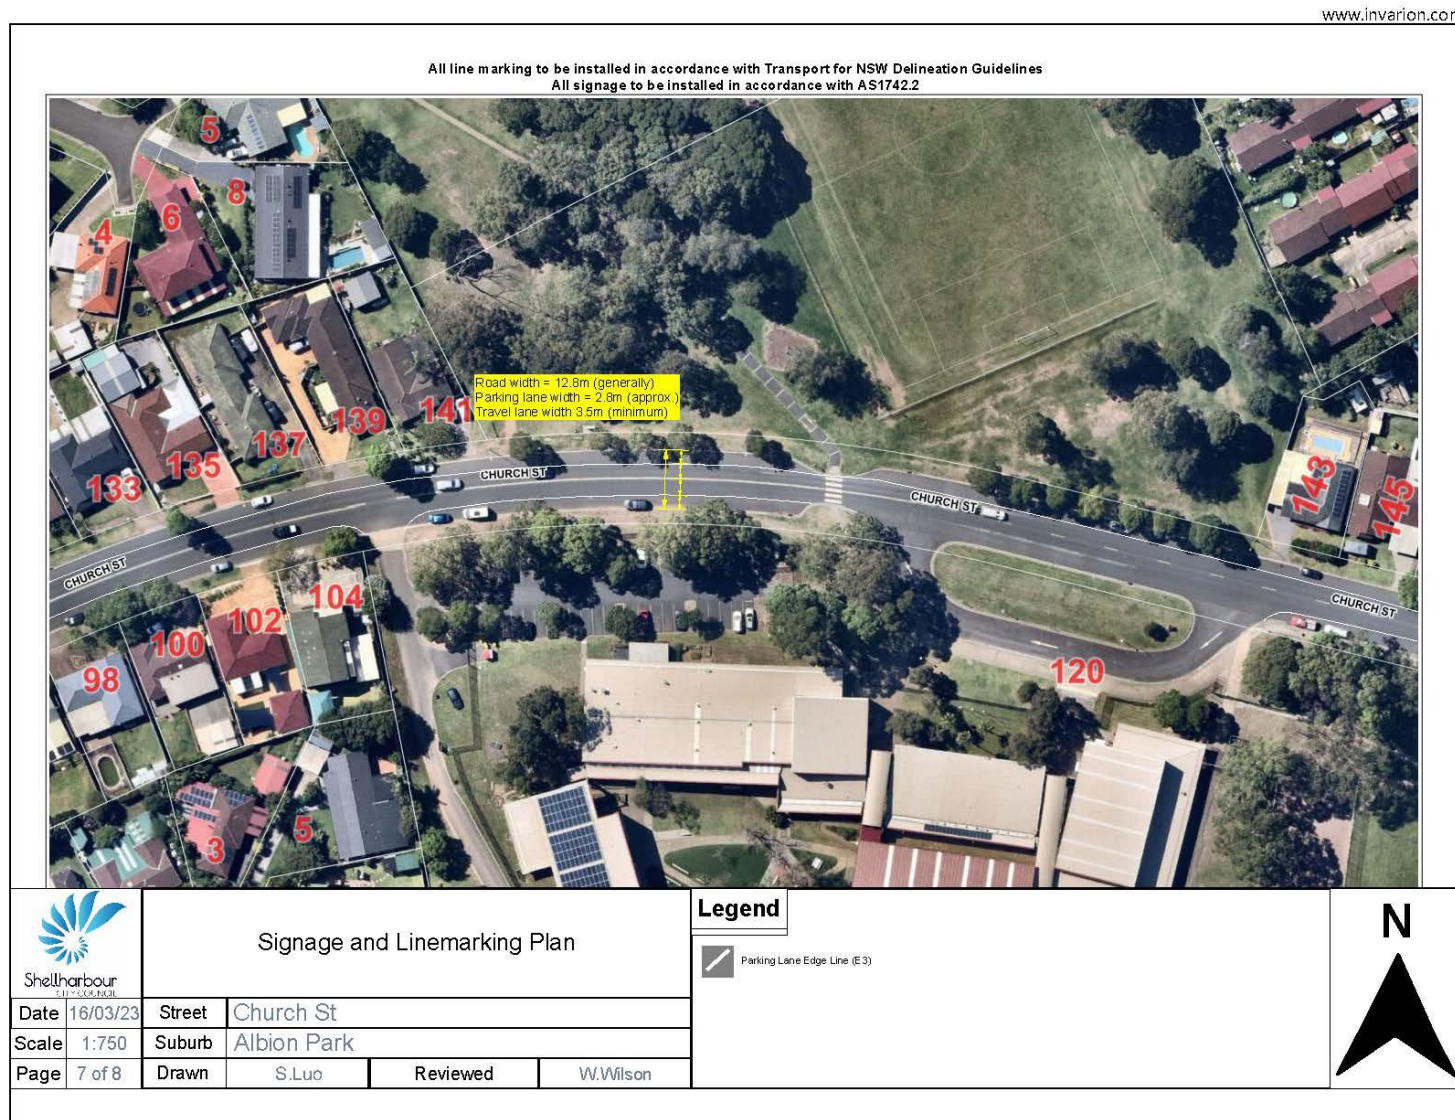 www.invarion.com
All line marking to be installed in accordance with Transport for NSW Delineation Guidelines
All signage to be installed in accordance with AS1742.2
5
8
6
4
Road width = 12.8m (generally)
Parking lane width = 2.8m (approx.)
Travel lane width 3.5m (minimum)
141
139
137
135
133
CHURCH ST
CHURCH ST
143
145
CHURCH ST
CHURCH ST
104
102
100
98
120
5
3
Shellharbour
CITY COUNCIL
Signage and Linemarking Plan
Legend
Parking Lane Edge Line (E3)
N
Date 16/03/23 Street Church St
Scale 1:750 Suburb Albion Park
Page 7 of 8 Drawn S.Luo Reviewed W.Wilson